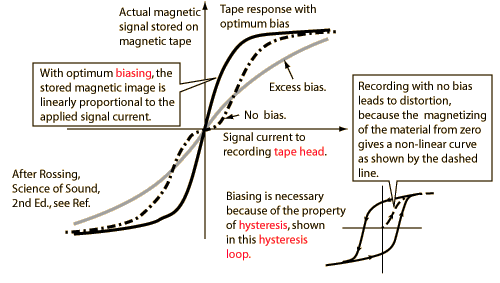 Actual magnetic
signal stored on
magnetic tape
Tape response with
optimum bias
With optimum biasing, the
stored magnetic image is
linearly proportional to the
applied signal current.
Excess bias.
No bias.
Signal current to
recording tape head.
Recording with no bias
leads to distortion,
because the magnetizing
of the material from zero
gives a non-linear curve
as shown by the dashed
line.
After Rossing,
Science of Sound,
2nd Ed., see Ref.
Biasing is necessary
because of the property
of hysteresis, shown
in this hysteresis
loop.